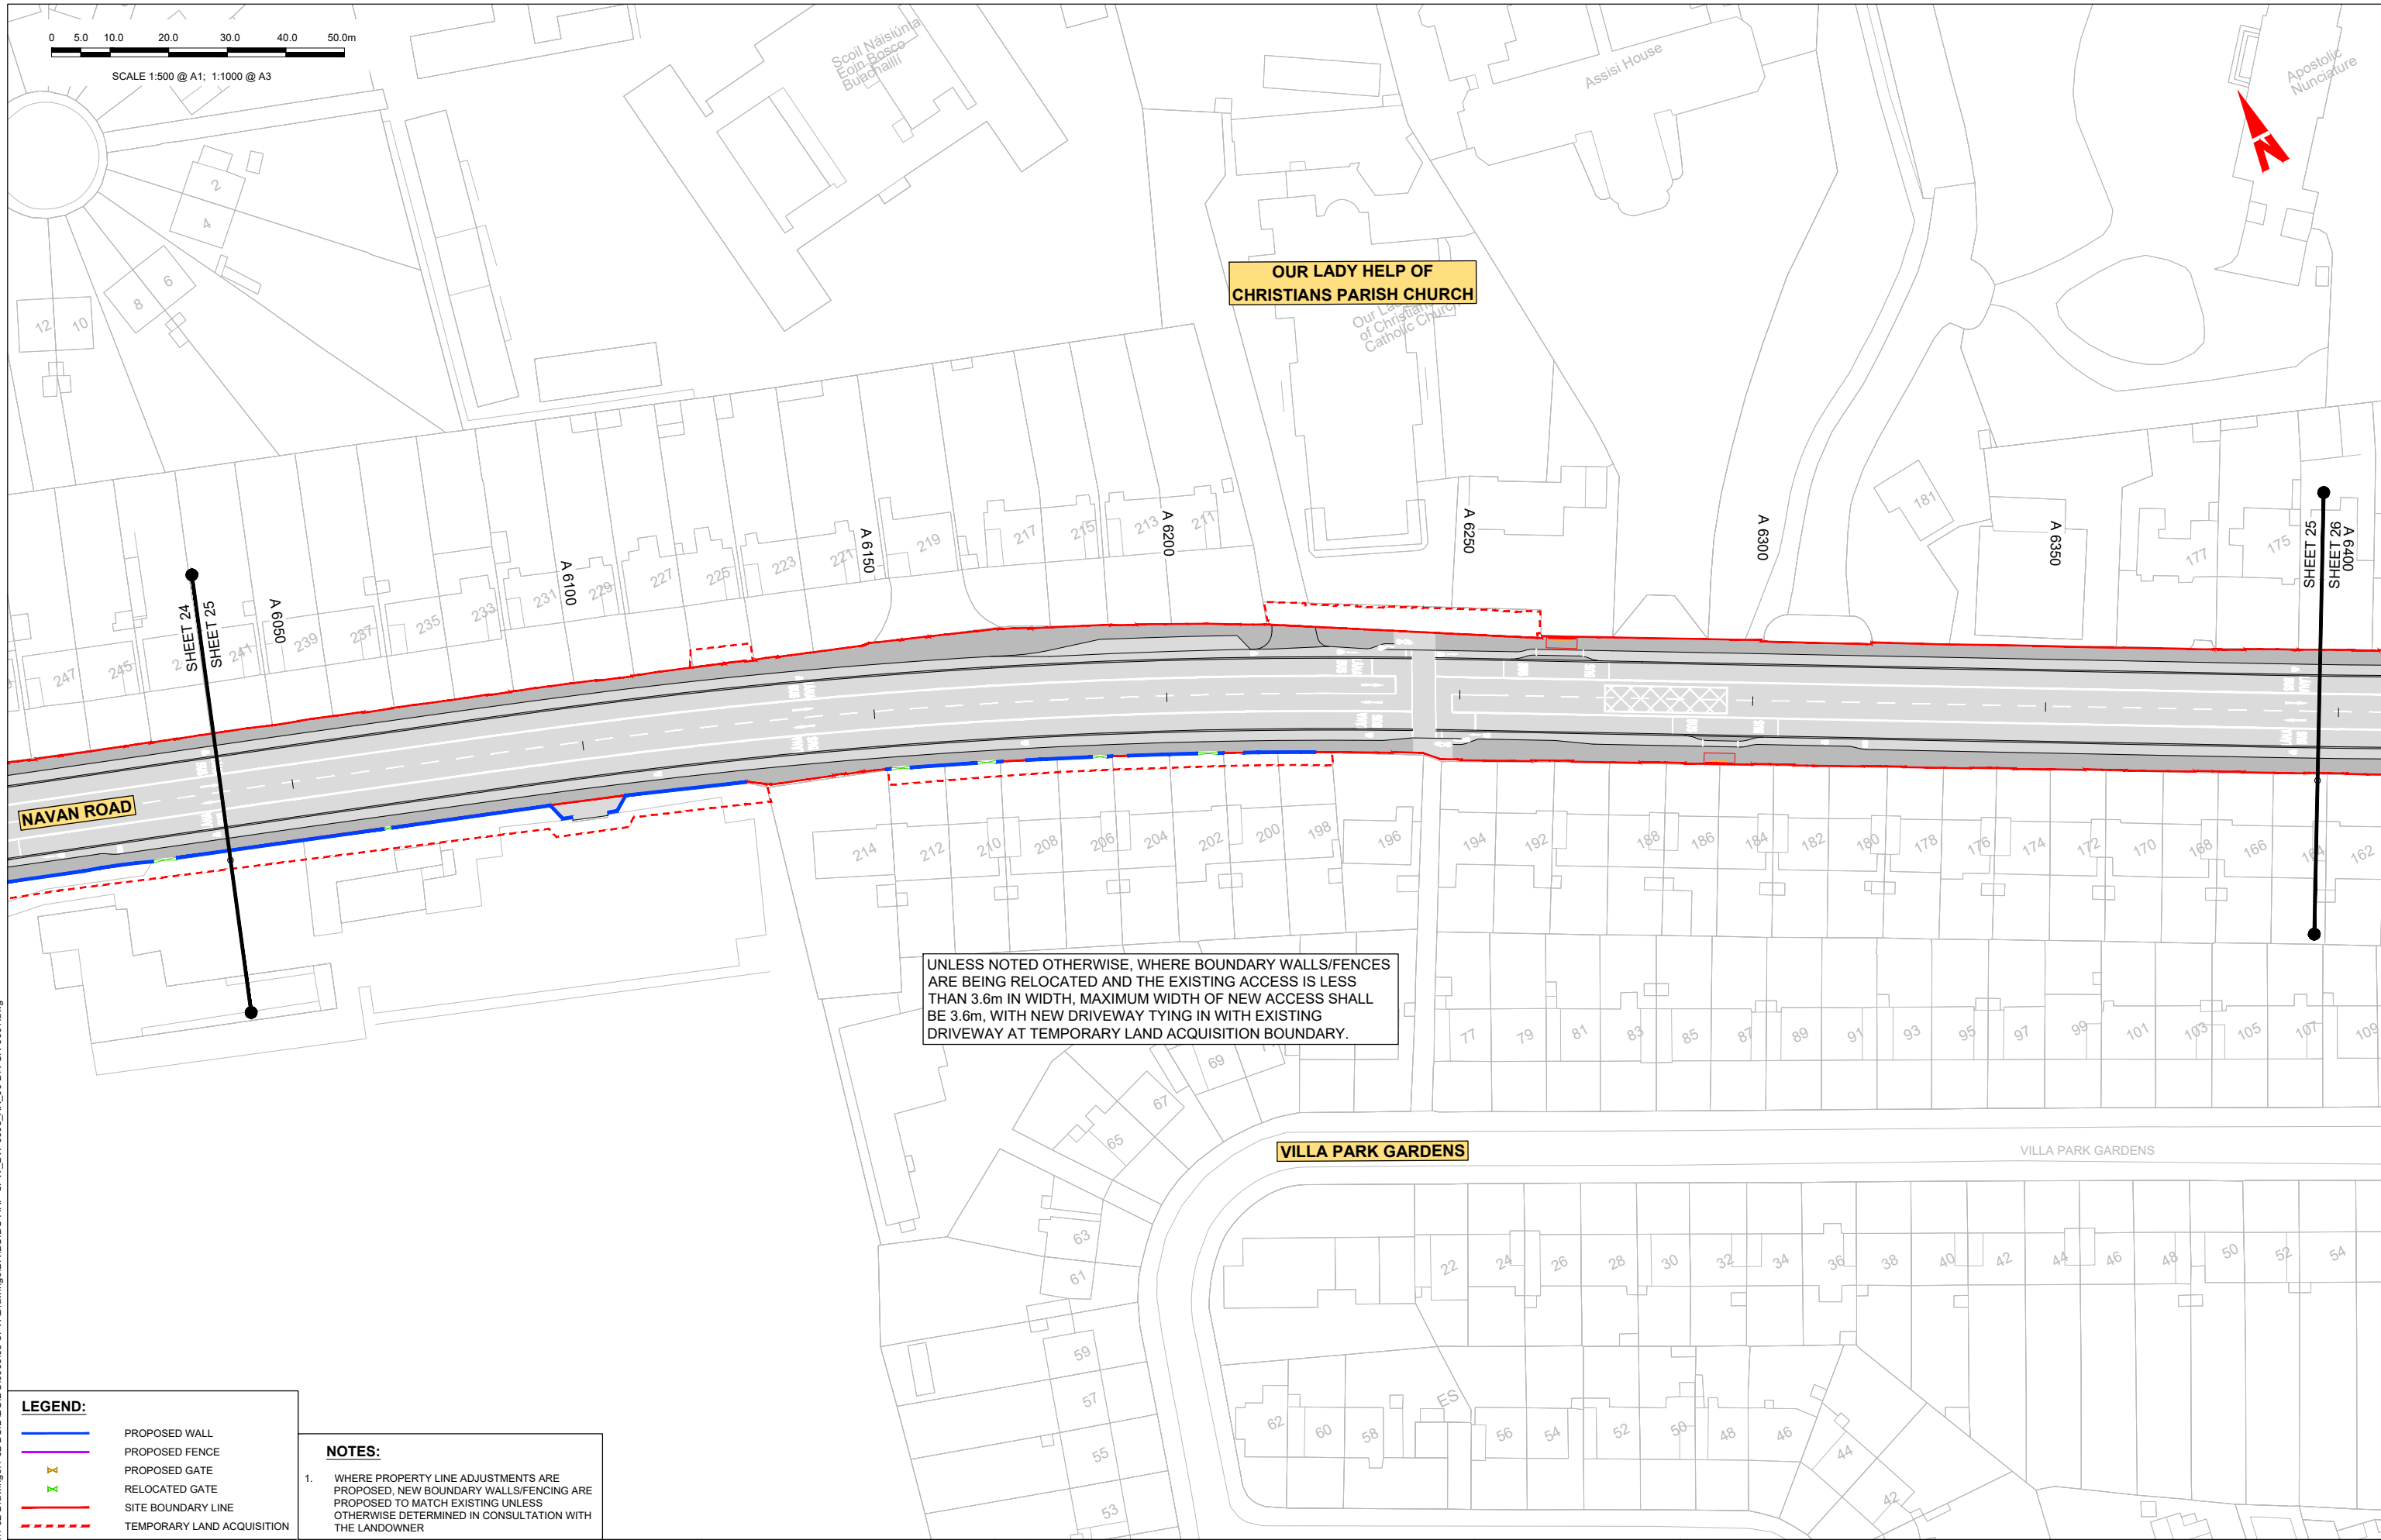 0 5.0 10.0 20.0 30.0 40.0 50.0m
SCALE 1:500 @ A1; 1:1000 @ A3
Scoil Náisiúnta
Eoin Bosco
Buachaillí
Assisi House
Apostolic
Nunciature
N
2
4
6
8
10
12
OUR LADY HELP OF
CHRISTIANS PARISH CHURCH
of Christian
Catholic Church
SHEET 24
SHEET 25
A 6050
A 6100
A 6150
A 6200
A 6250
A 6300
A 6350
SHEET 25
SHEET 26
A 6400
247 245 241 239 237 235 233 231 229 227 225 223 221 219 217 215 213 211
181 177 175
BUS
LANA
NAVAN ROAD
214 212 210 208 206 204 202 200 198 196 194 192 188 186 184 182 180 178 176 174 172 170 168 166 164 162
UNLESS NOTED OTHERWISE, WHERE BOUNDARY WALLS/FENCES
ARE BEING RELOCATED AND THE EXISTING ACCESS IS LESS
THAN 3.6m IN WIDTH, MAXIMUM WIDTH OF NEW ACCESS SHALL
BE 3.6m, WITH NEW DRIVEWAY TYING IN WITH EXISTING
DRIVEWAY AT TEMPORARY LAND ACQUISITION BOUNDARY.
77 79 81 83 85 87 89 91 93 95 97 99 101 103 105 107 109
69
67
65
63
61
59
57
55
53
VILLA PARK GARDENS
VILLA PARK GARDENS
22 24 26 28 30 32 34 36 38 40 42 44 46 48 50 52 54
ES
62 60 58 56 54 52 50 48 46 44 42
LEGEND:
PROPOSED WALL
PROPOSED FENCE
PROPOSED GATE
RELOCATED GATE
SITE BOUNDARY LINE
TEMPORARY LAND ACQUISITION
NOTES:
1. WHERE PROPERTY LINE ADJUSTMENTS ARE
PROPOSED, NEW BOUNDARY WALLS/FENCING ARE
PROPOSED TO MATCH EXISTING UNLESS
OTHERWISE DETERMINED IN CONSULTATION WITH
THE LANDOWNER